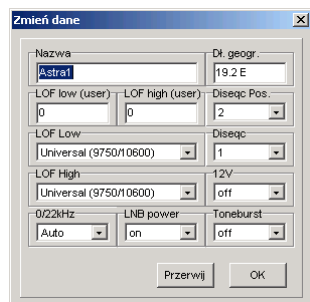 Zmień dane
Nazwa Dł. geogr.
Astra1 19.2 E
LOF low (user) LOF high (user) Diseqc Pos.
0 0 2
LOF Low Diseqc
Universal (9750/10600) 1
LOF High 12V
Universal (9750/10600) off
0/22kHz LNB power Toneburst
Auto on off
Przerwij OK